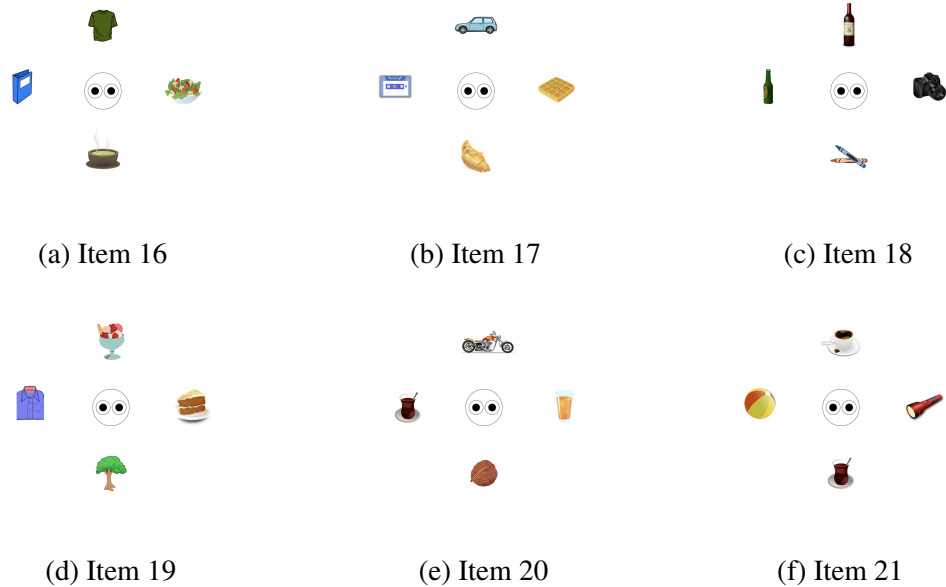 (a) Item 16
(b) Item 17
(c) Item 18
(d) Item 19
(e) Item 20
(f) Item 21